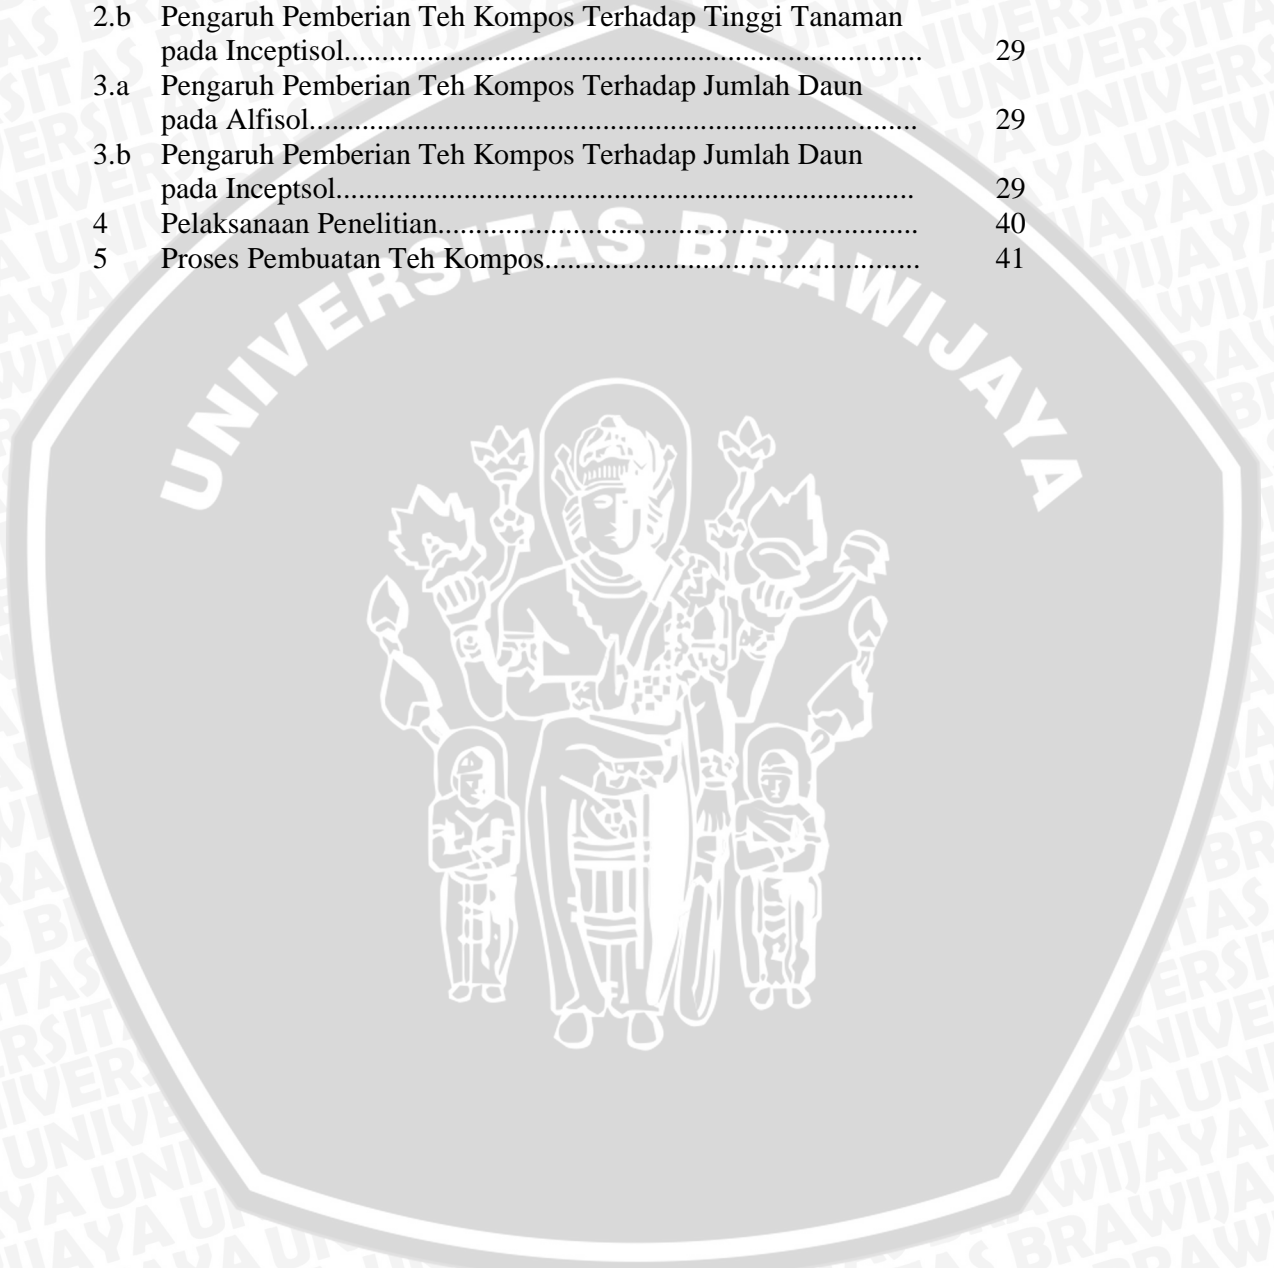 2.b Pengaruh Pemberian Teh Kompos Terhadap Tinggi Tanaman
pada Inceptisol................................................................................ 29
3.a Pengaruh Pemberian Teh Kompos Terhadap Jumlah Daun
pada Alfisol.................................................................................... 29
3.b Pengaruh Pemberian Teh Kompos Terhadap Jumlah Daun
pada Inceptsol................................................................................ 29
4 Pelaksanaan Penelitian................................................................ 40
5 Proses Pembuatan Teh Kompos.................................................. 41
UNIVERSITAS BRAWIJAYA